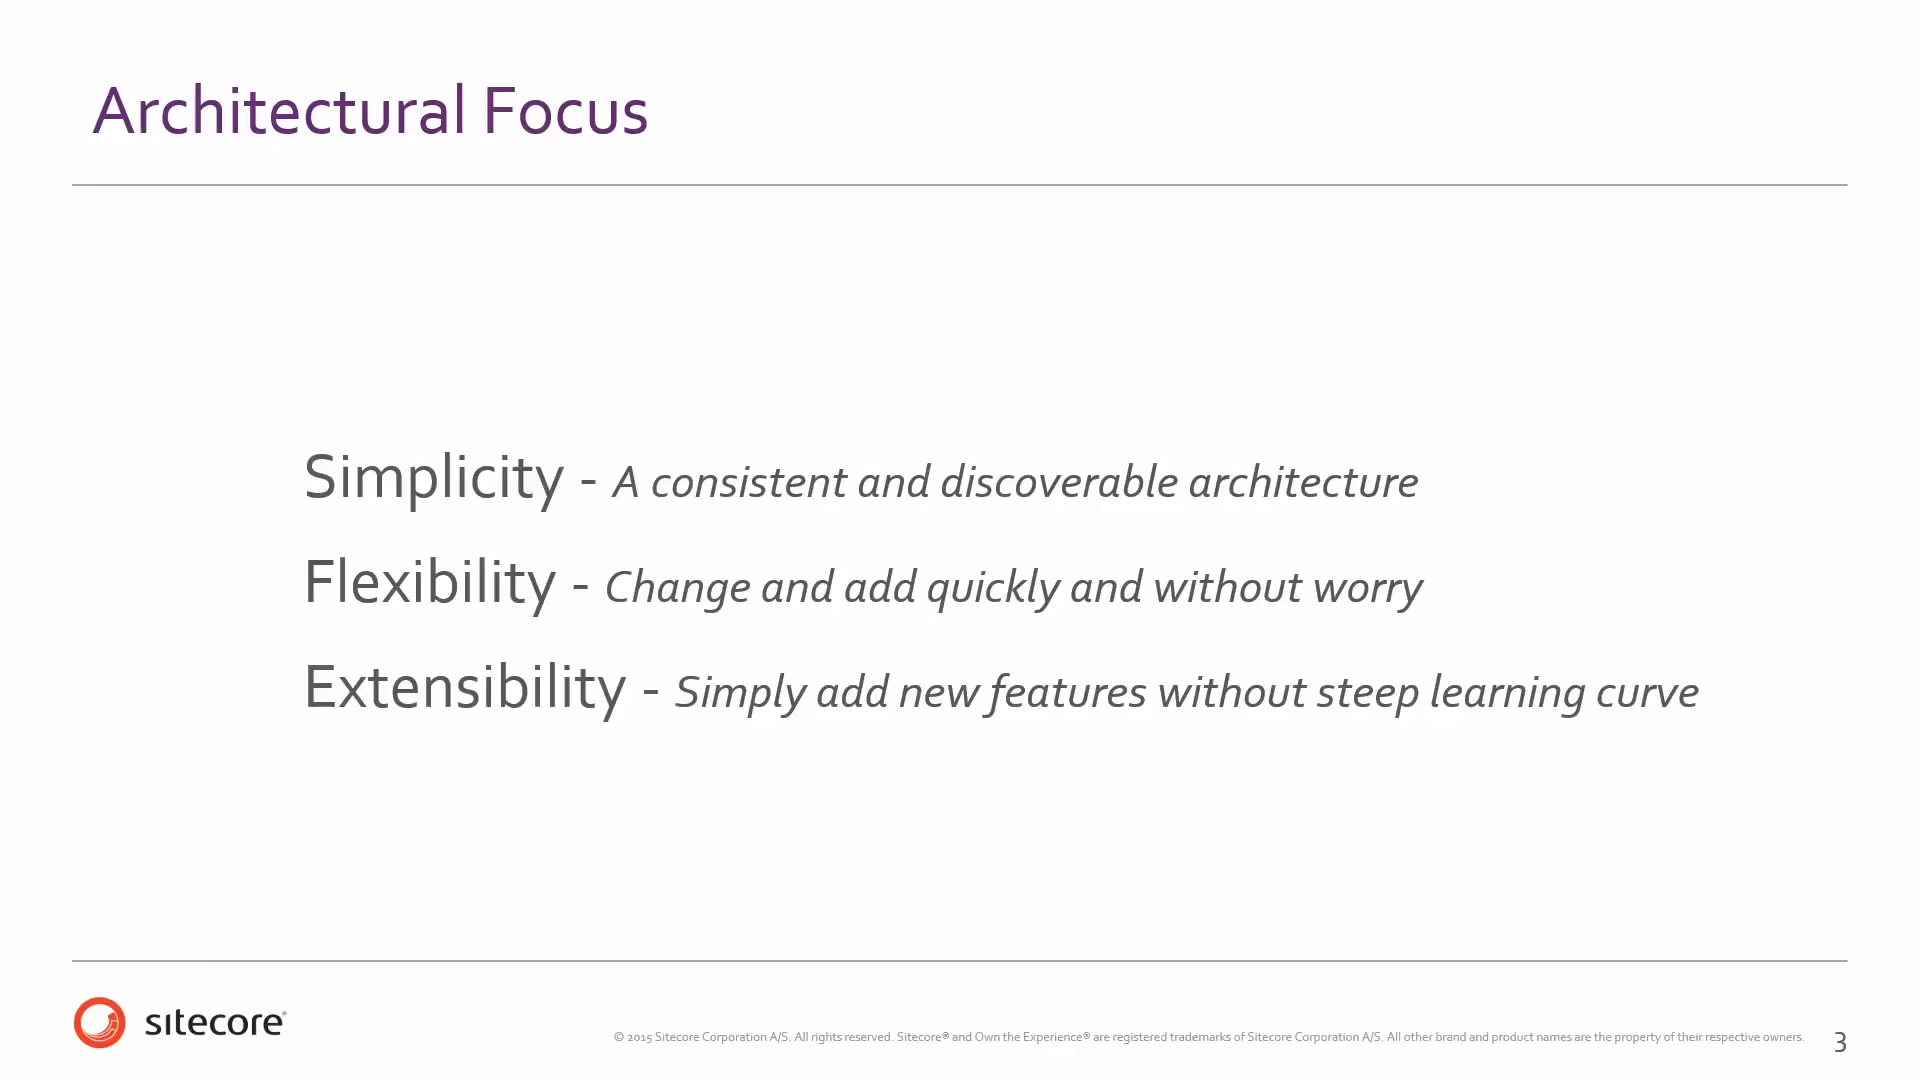 Architectural Focus
Simplicity - A consistent and discoverable architecture
Flexibility - Change and add quickly and without worry
Extensibility - Simply add new features without steep learning curve
sitecore®
© 2015 Sitecore Corporation A/S. All rights reserved. Sitecore® and Own the Experience® are registered trademarks of Sitecore Corporation A/S. All other brand and product names are the property of their respective owners.
3